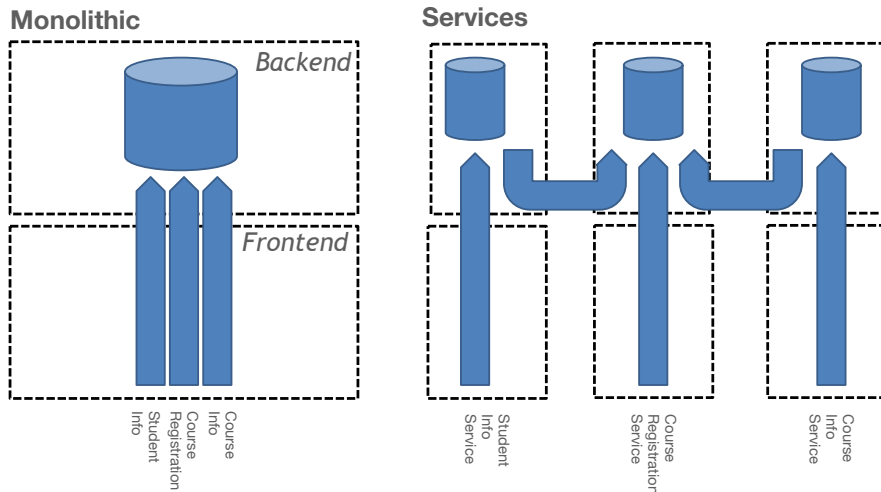 Monolithic
Services
Backend
Frontend
Student
Info
Course
Registration
Course
Info
Student
Info
Service
Course
Registration
Service
Course
Info
Service